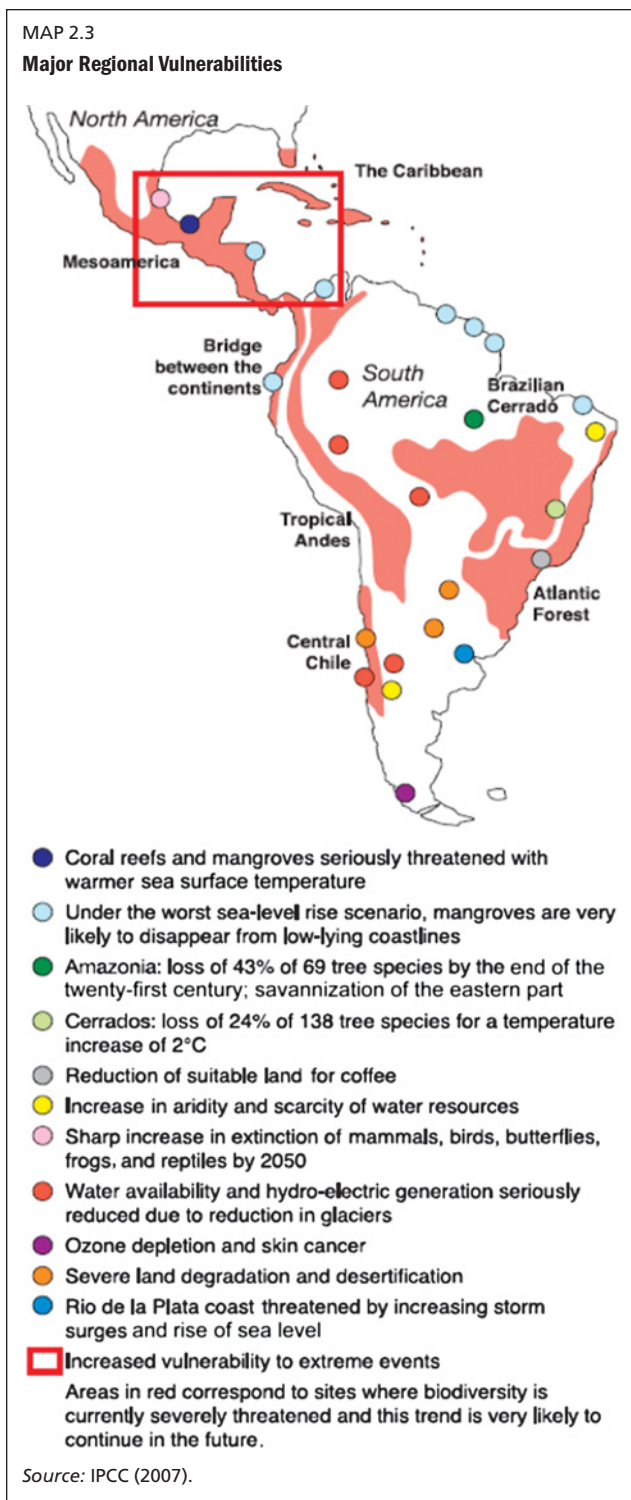 MAP 2.3
Major Regional Vulnerabilities
North America
The Caribbean
Mesoamerica
Bridge
between the
continents
South
America
Brazilian
Cerrado
Tropical
Andes
Atlantic
Forest
Central
Chile
Coral reefs and mangroves seriously threatened with
warmer sea surface temperature
Under the worst sea-level rise scenario, mangroves are very
likely to disappear from low-lying coastlines
Amazonia: loss of 43% of 69 tree species by the end of the
twenty-first century; savannization of the eastern part
Cerrados: loss of 24% of 138 tree species for a temperature
increase of 2°C
Reduction of suitable land for coffee
Increase in aridity and scarcity of water resources
Sharp increase in extinction of mammals, birds, butterflies,
frogs, and reptiles by 2050
Water availability and hydro-electric generation seriously
reduced due to reduction in glaciers
Ozone depletion and skin cancer
Severe land degradation and desertification
Rio de la Plata coast threatened by increasing storm
surges and rise of sea level
Increased vulnerability to extreme events
Areas in red correspond to sites where biodiversity is
currently severely threatened and this trend is very likely to
continue in the future.
Source: IPCC (2007).